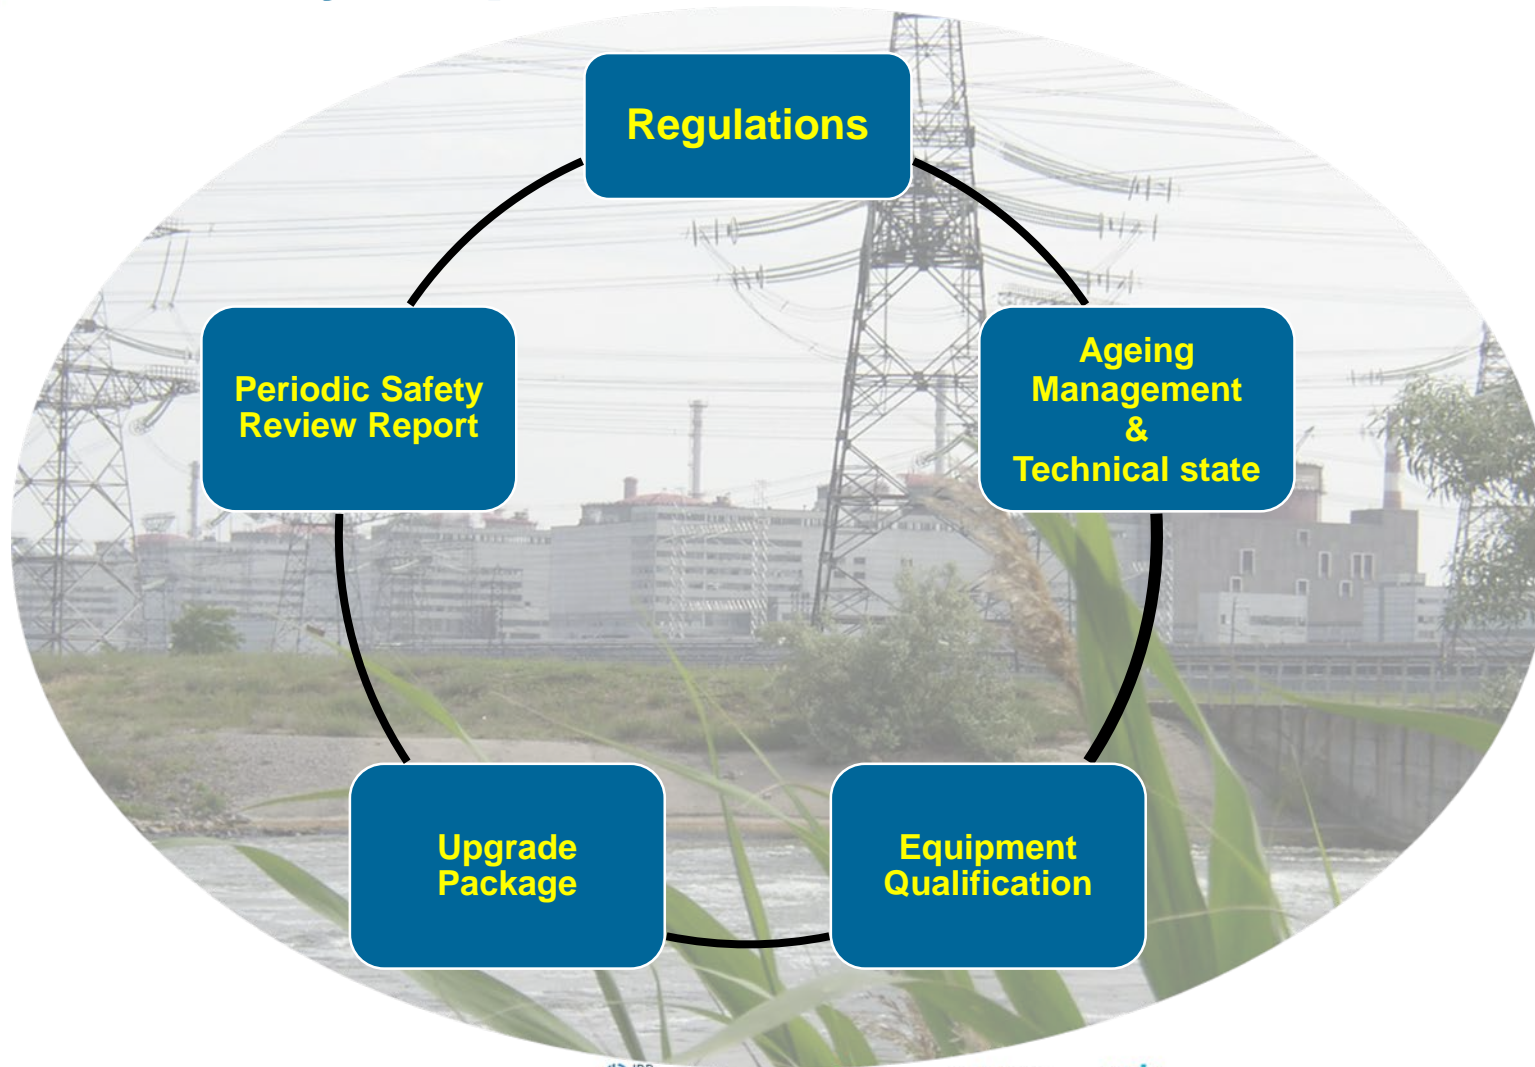 Regulations
Ageing
Management
&
Technical state
Equipment
Qualification
Upgrade
Package
Periodic Safety
Review Report